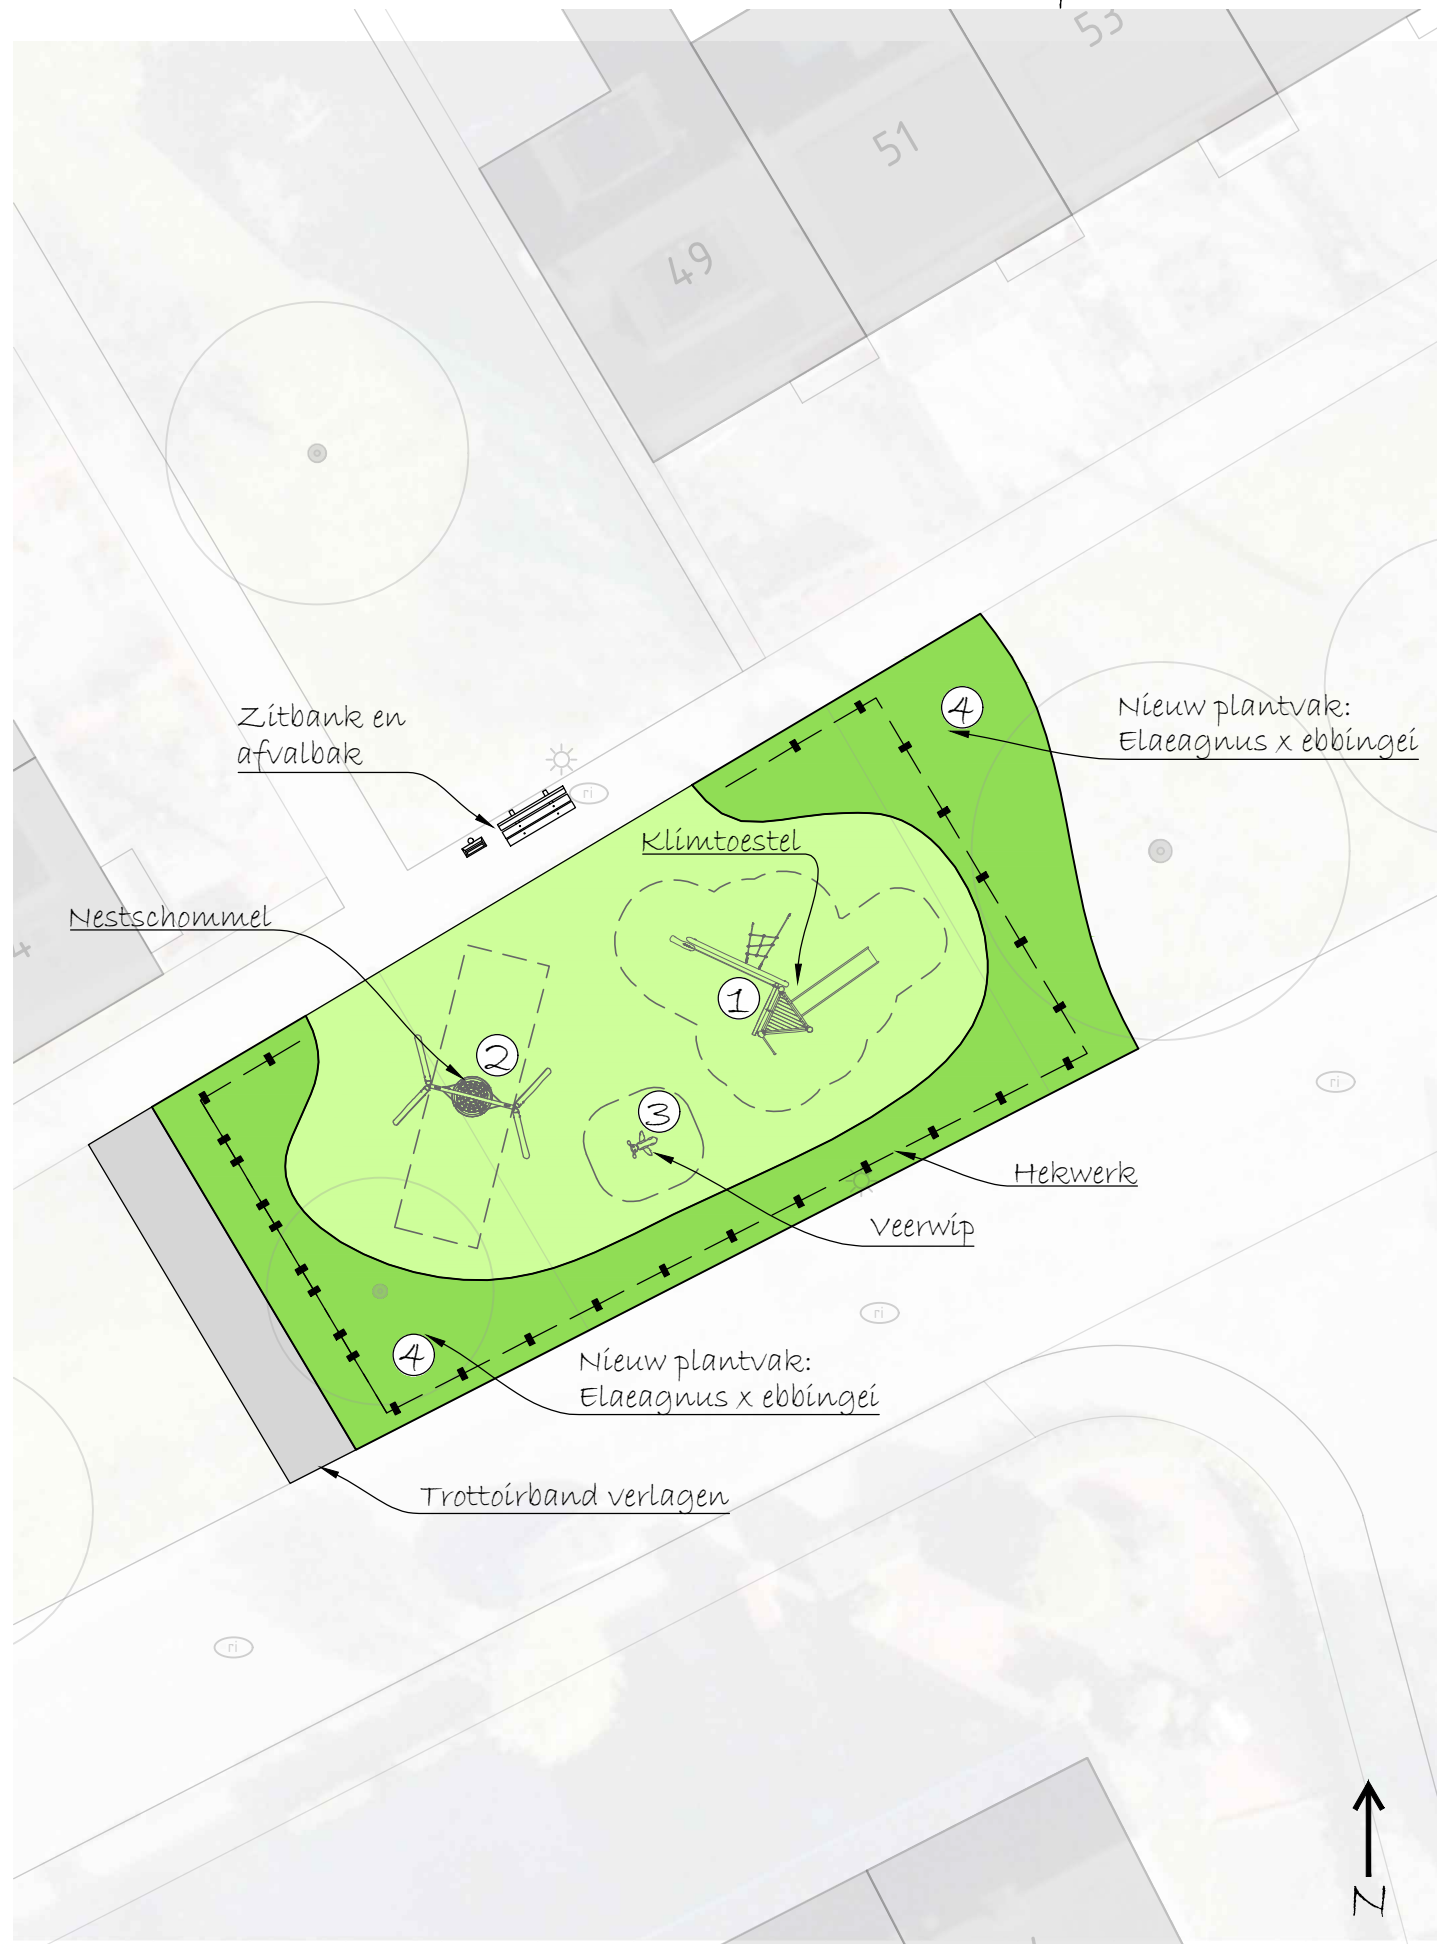 53
51
49
Zitbank en
afvalbak
4
Nieuw plantvak:
Elaeagnus x ebbingei
ri
Klimtoestel
Nestschommel
4
1
2
3
ri
Hekwerk
Veerwip
ri
4
Nieuw plantvak:
Elaeagnus x ebbingei
Trottoirband verlagen
ri
N